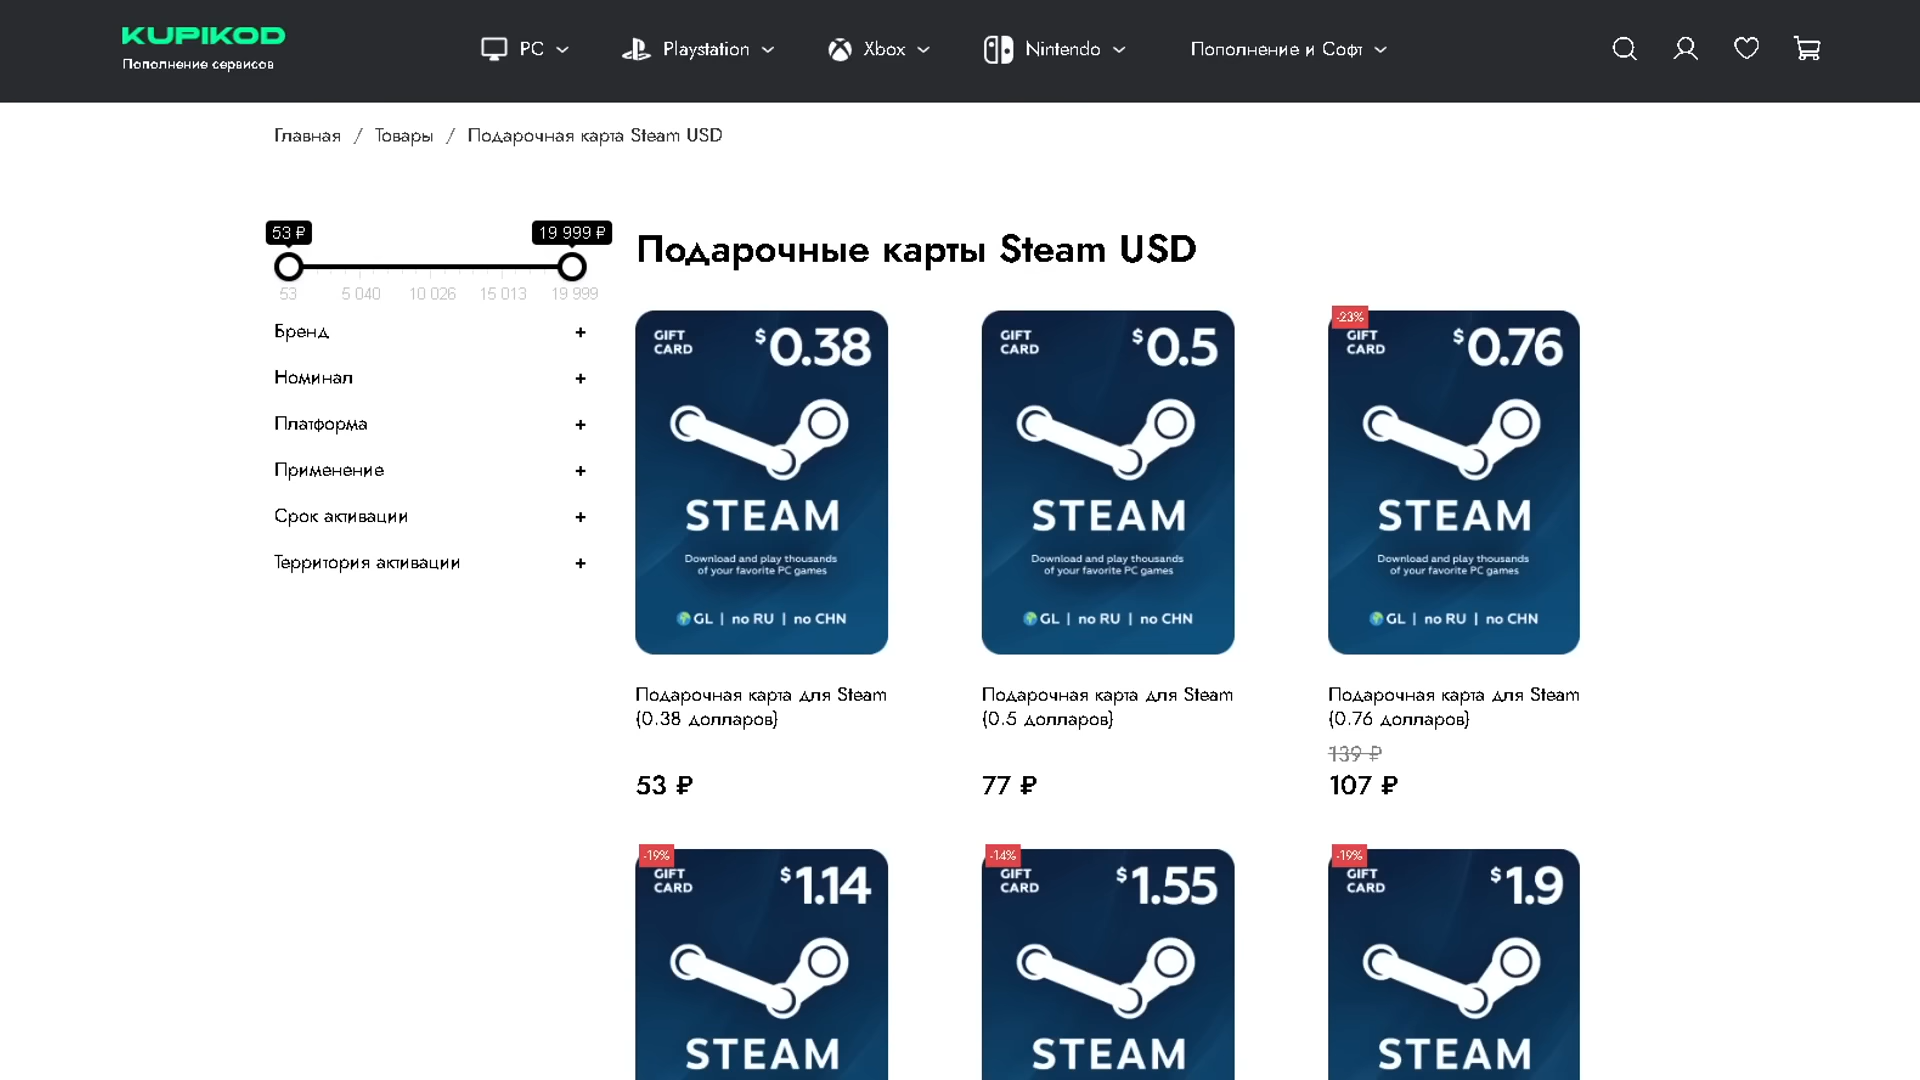 KUPIKOD
Пополнение сервисов
PC
Playstation
Xbox
Nintendo
Пополнение и Софт
Главная / Товары / Подарочная карта Steam USD
53 ₽
19 999 ₽
53 5 040 10 026 15 013 19 999
Бренд +
Номинал +
Платформа +
Применение +
Срок активации +
Территория активации +
Подарочные карты Steam USD
GIFT
CARD
$0.38
STEAM
Download and play thousands
of your favorite PC games
GL | no RU | no CHN
Подарочная карта для Steam
(0.38 долларов)
53 ₽
GIFT
CARD
$0.5
STEAM
Download and play thousands
of your favorite PC games
GL | no RU | no CHN
Подарочная карта для Steam
(0.5 долларов)
77 ₽
-23%
GIFT
CARD
$0.76
STEAM
Download and play thousands
of your favorite PC games
GL | no RU | no CHN
Подарочная карта для Steam
(0.76 долларов)
139 ₽
107 ₽
-19%
GIFT
CARD
$1.14
STEAM
-14%
GIFT
CARD
$1.55
STEAM
-19%
GIFT
CARD
$1.9
STEAM